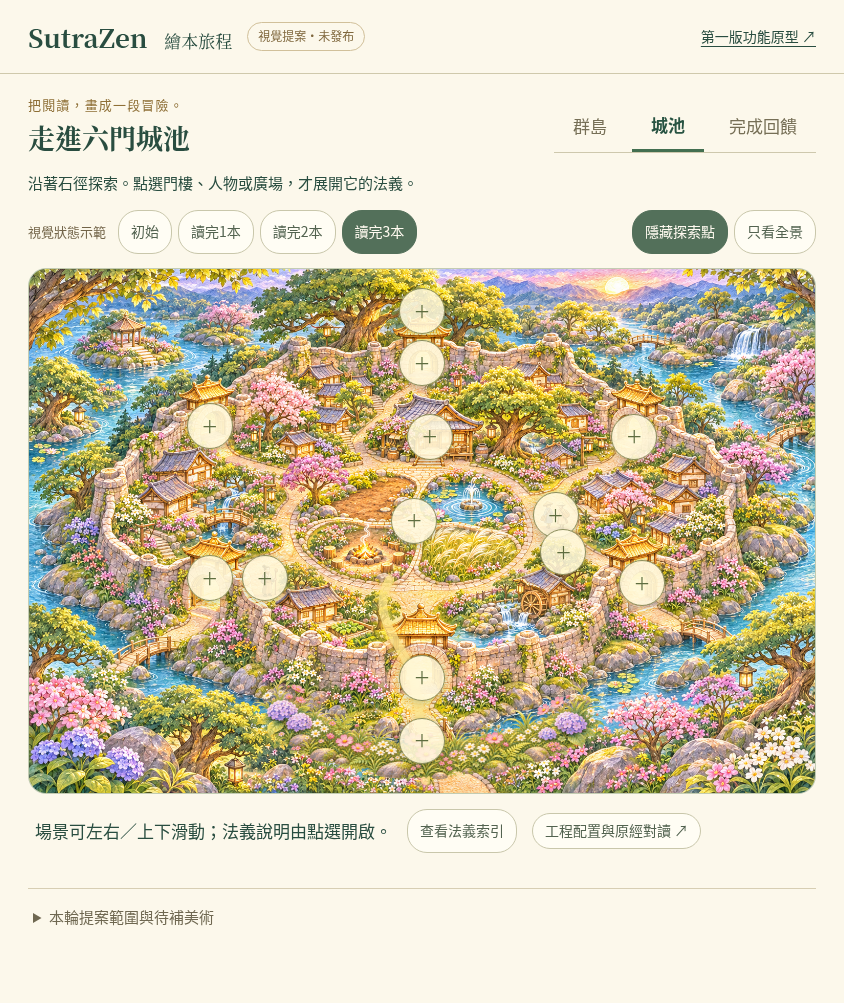 SutraZen 繪本旅程 視覺提案・未發布 第一版功能原型 ↗
把閱讀，畫成一段冒險。
走進六門城池
群島 城池 完成回饋
沿著石徑探索。點選門樓、人物或廣場，才展開它的法義。
視覺狀態示範 初始 讀完1本 讀完2本 讀完3本 隱藏探索點 只看全景
場景可左右／上下滑動；法義說明由點選開啟。 查看法義索引 工程配置與原經對讀 ↗
▶ 本輪提案範圍與待補美術